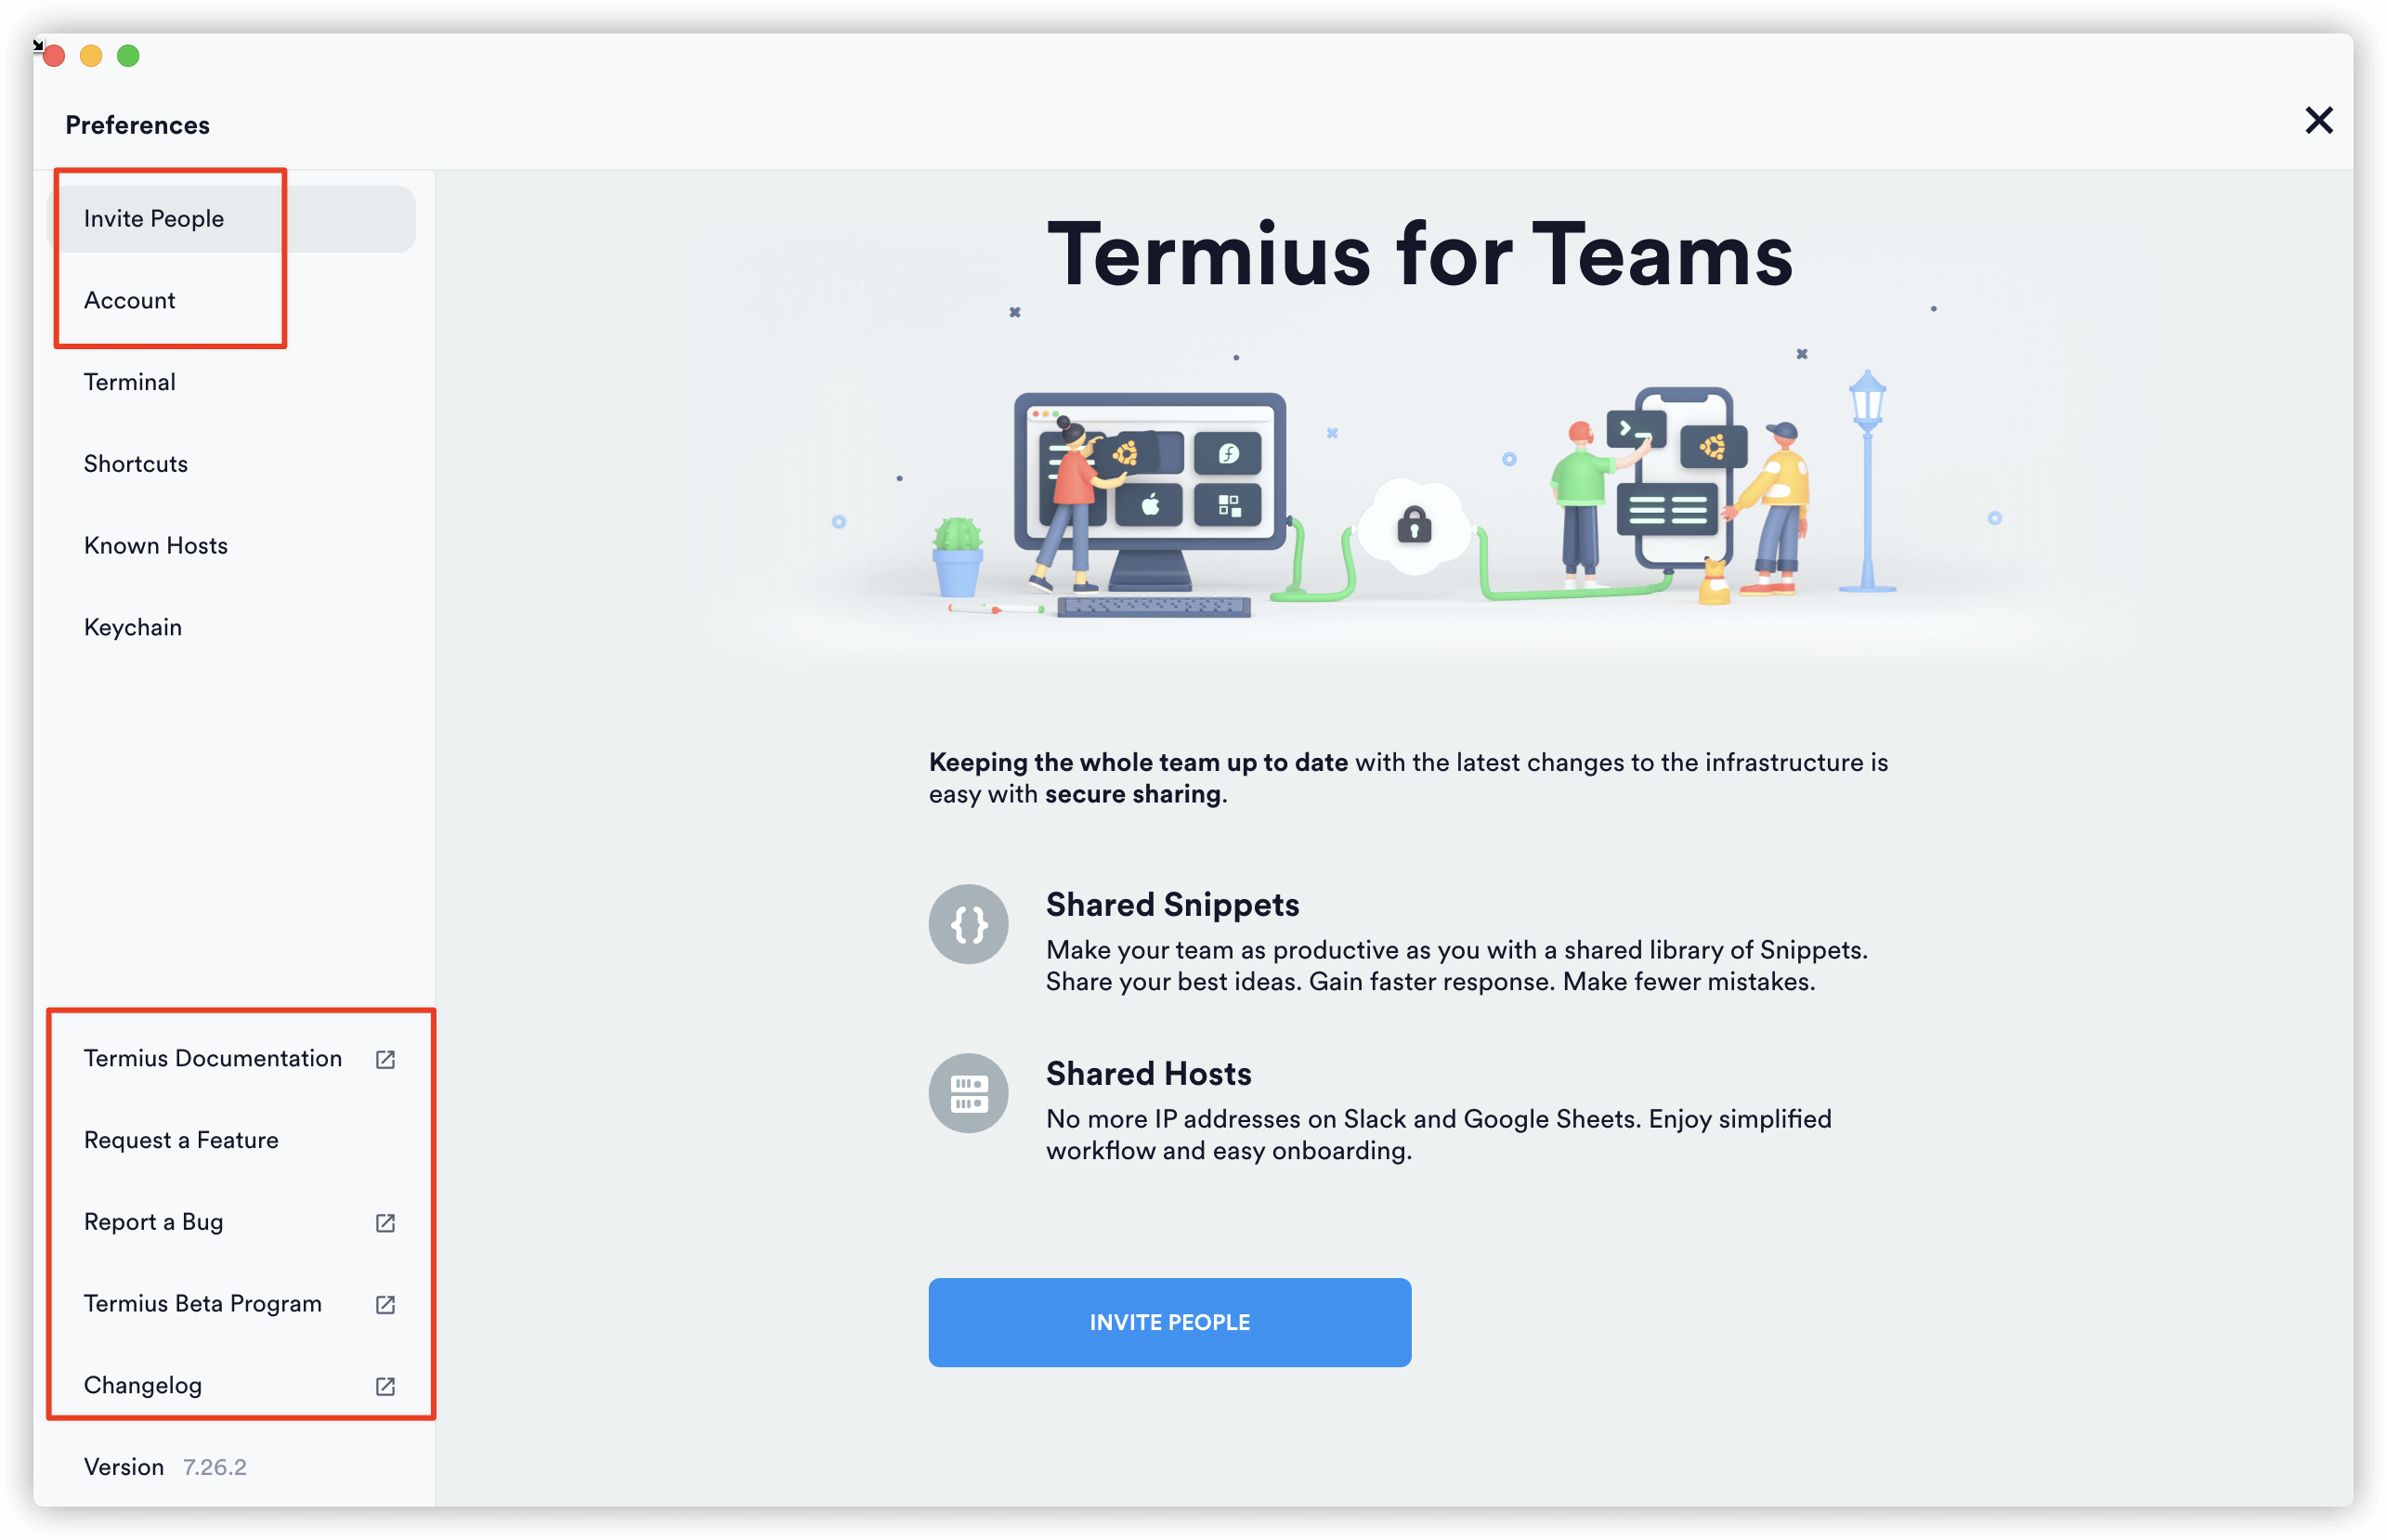 Preferences
Invite People
Account
Terminal
Shortcuts
Known Hosts
Keychain
Termius Documentation
Request a Feature
Report a Bug
Termius Beta Program
Changelog
Version 7.26.2
Termius for Teams
Keeping the whole team up to date with the latest changes to the infrastructure is
easy with secure sharing.
Shared Snippets
Make your team as productive as you with a shared library of Snippets.
Share your best ideas. Gain faster response. Make fewer mistakes.
Shared Hosts
No more IP addresses on Slack and Google Sheets. Enjoy simplified
workflow and easy onboarding.
INVITE PEOPLE